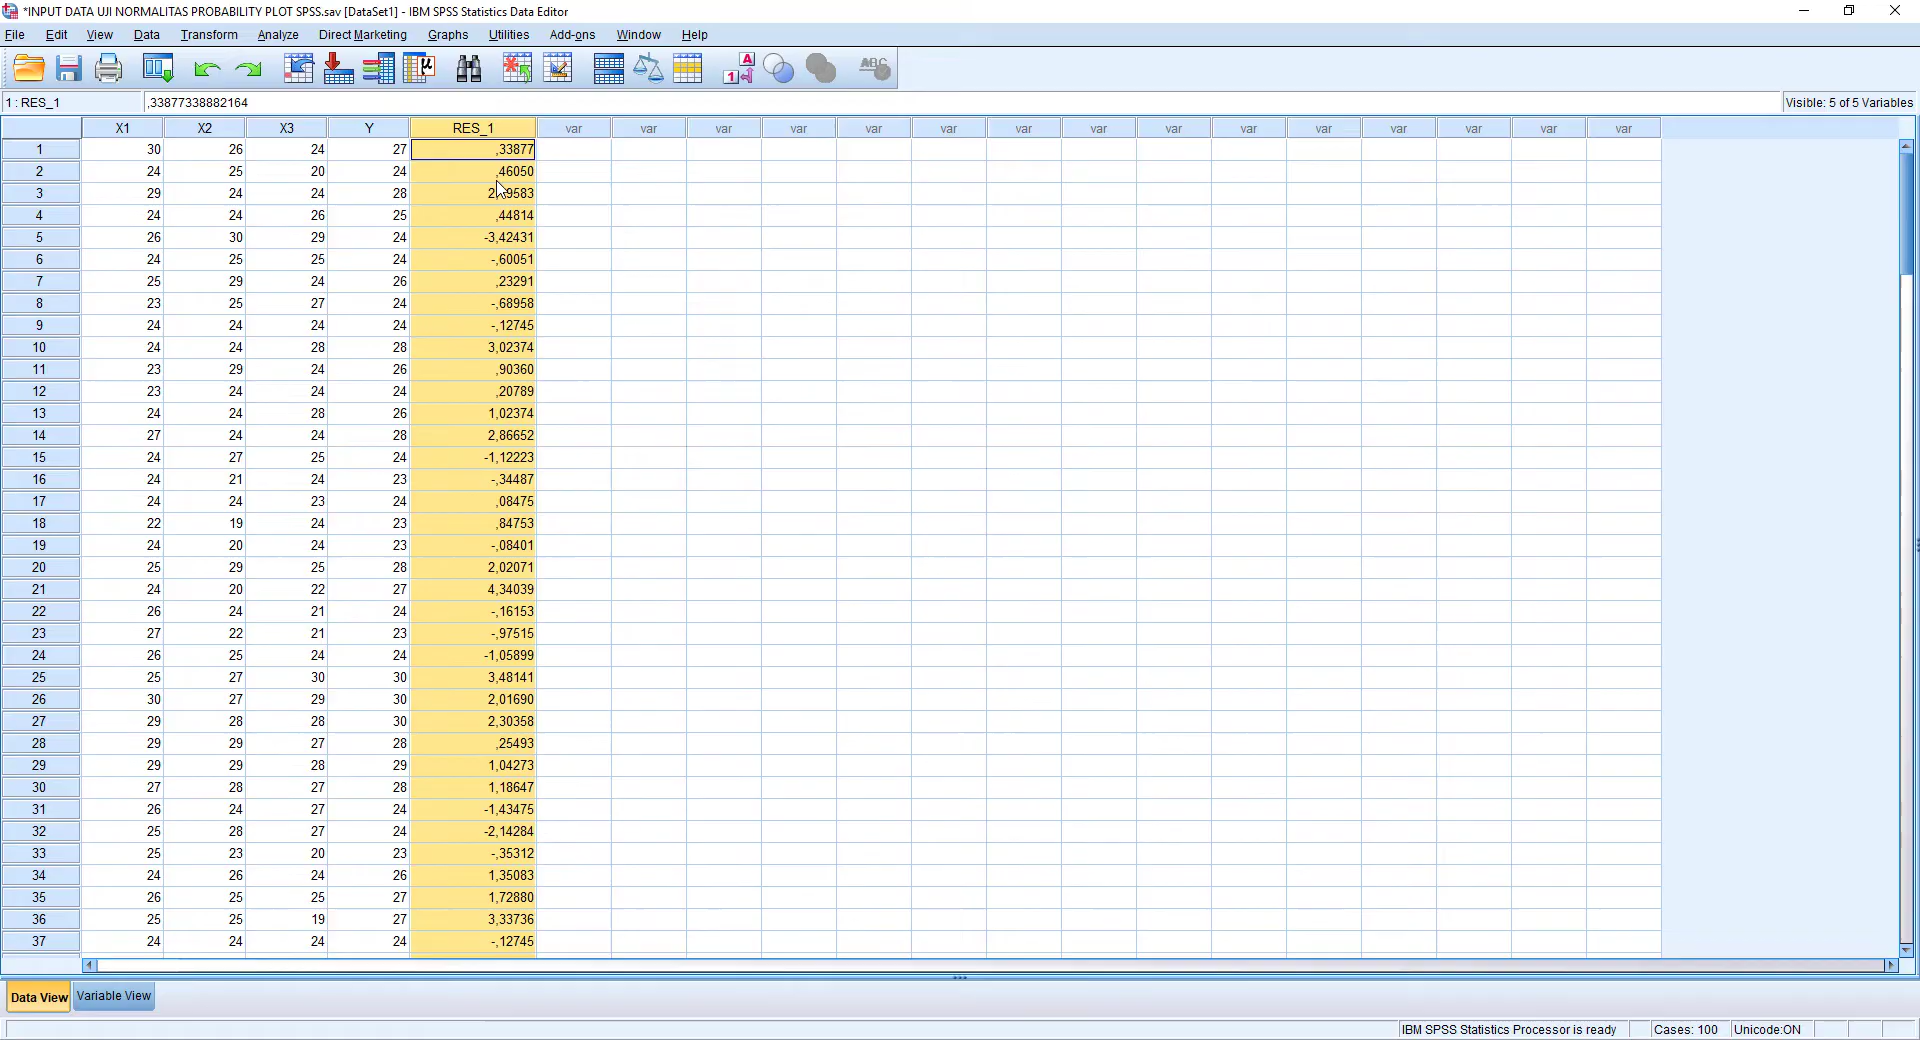 *INPUT DATA UJI NORMALITAS PROBABILITY PLOT SPSS.sav [DataSet1] - IBM SPSS Statistics Data Editor
File Edit View Data Transform Analyze Direct Marketing Graphs Utilities Add-ons Window Help
1 : RES_1 ,33877338882164 Visible: 5 of 5 Variables
X1 X2 X3 Y RES_1 var var var var var var var var var var var var var var var
1 30 26 24 27 ,33877
2 24 25 20 24 ,46050
3 29 24 24 28
4 24 24 26 25 ,44814
5 26 30 29 24 -3,42431
6 24 25 25 24 -,60051
7 25 29 24 26 ,23291
8 23 25 27 24 -,68958
9 24 24 24 24 -,12745
10 24 24 28 28 3,02374
11 23 29 24 26 ,90360
12 23 24 24 24 ,20789
13 24 24 28 26 1,02374
14 27 24 24 28 2,86652
15 24 27 25 24 -1,12223
16 24 21 24 23 -,34487
17 24 24 23 24 ,08475
18 22 19 24 23 ,84753
19 24 20 24 23 -,08401
20 25 29 25 28 2,02071
21 24 20 22 27 4,34039
22 26 24 21 24 -,16153
23 27 22 21 23 -,97515
24 26 25 24 24 -1,05899
25 25 27 30 30 3,48141
26 30 27 29 30 2,01690
27 29 28 28 30 2,30358
28 29 29 27 28 ,25493
29 29 29 28 29 1,04273
30 27 28 27 28 1,18647
31 26 24 27 24 -1,43475
32 25 28 27 24 -2,14284
33 25 23 20 23 -,35312
34 24 26 24 26 1,35083
35 26 25 25 27 1,72880
36 25 25 19 27 3,33736
37 24 24 24 24 -,12745
Data View Variable View
IBM SPSS Statistics Processor is ready Cases: 100 Unicode:ON